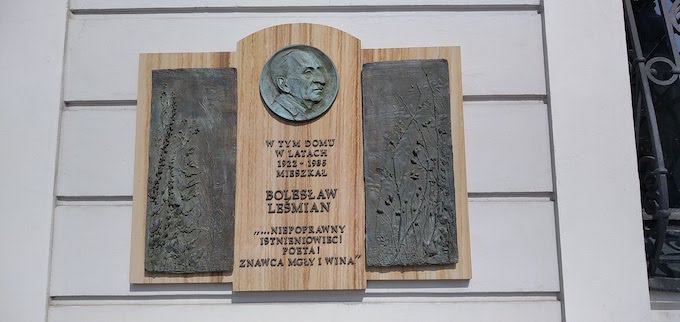 W TYM DOMU
W LATACH
1922 - 1935
MIESZKAŁ
BOLESŁAW
LEŚMIAN
„....NIEPOPRAWNY
ISTNIENIOWIEC!
POETA!
ZNAWCA MGŁY I WINA"